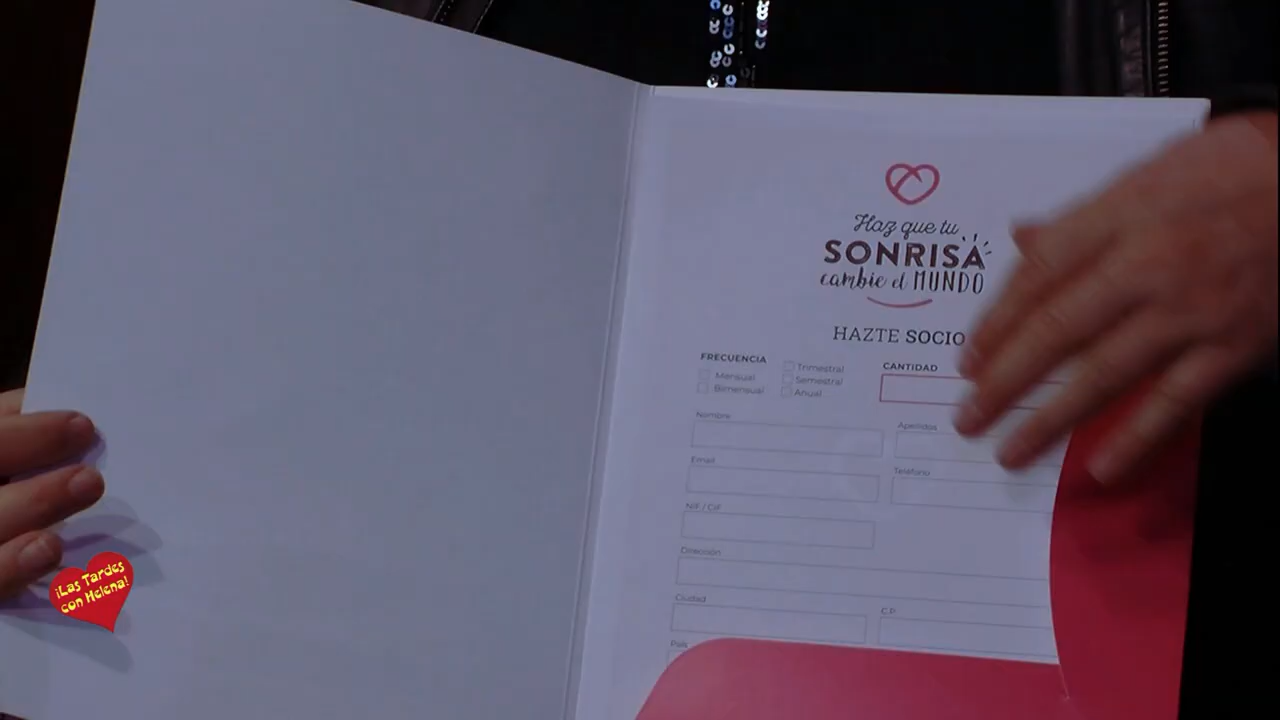 Haz que tu
SONRISA
cambie el MUNDO
HAZTE SOCIO
FRECUENCIA
Mensual
Bimensual
Trimestral
Semestral
Anual
CANTIDAD
Nombre
Apellidos
Email
Teléfono
NIF / CIF
Dirección
Ciudad
C.P.
País
¡Las Tardes
con Helena!